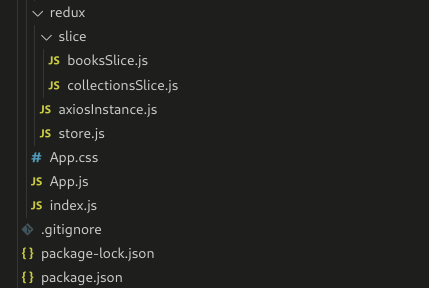 redux
slice
JS booksSlice.js
JS collectionsSlice.js
JS axiosInstance.js
JS store.js
# App.css
JS App.js
JS index.js
.gitignore
{} package-lock.json
{} package.json